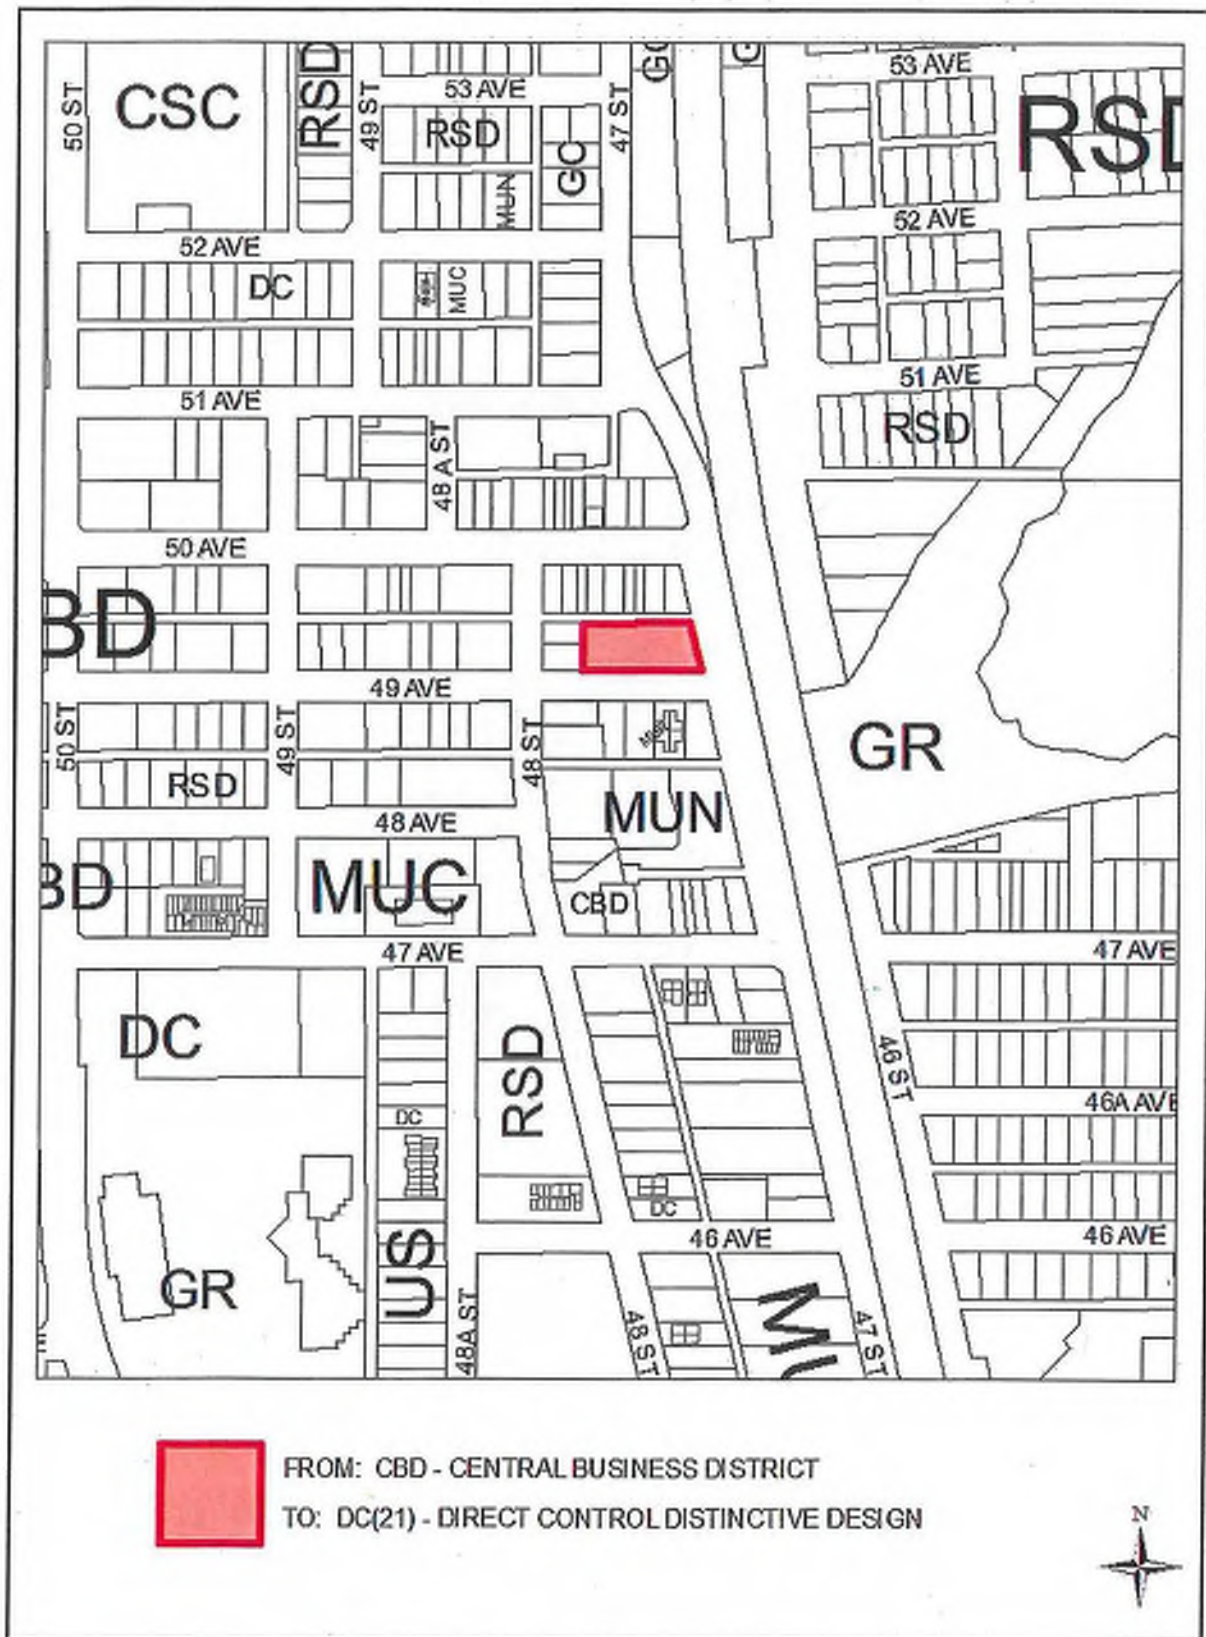 GC
53 AVE
50 ST
CSC
RSD
49 ST
53 AVE
RSD
47 ST
GC
RSD
MUN
52 AVE
52 AVE
DC
MUC
51 AVE
51 AVE
RSD
48 A ST
50 AVE
BD
49 AVE
50 ST
49 ST
48 ST
GR
RSD
MUN
48 AVE
BD
MUC
CBD
47 AVE
47 AVE
DC
RSD
46 ST
DC
46A AVE
DC
US
46 AVE
46 AVE
GR
48A ST
48 ST
MU
47 ST
FROM: CBD - CENTRAL BUSINESS DISTRICT
TO: DC(21) - DIRECT CONTROL DISTINCTIVE DESIGN
N